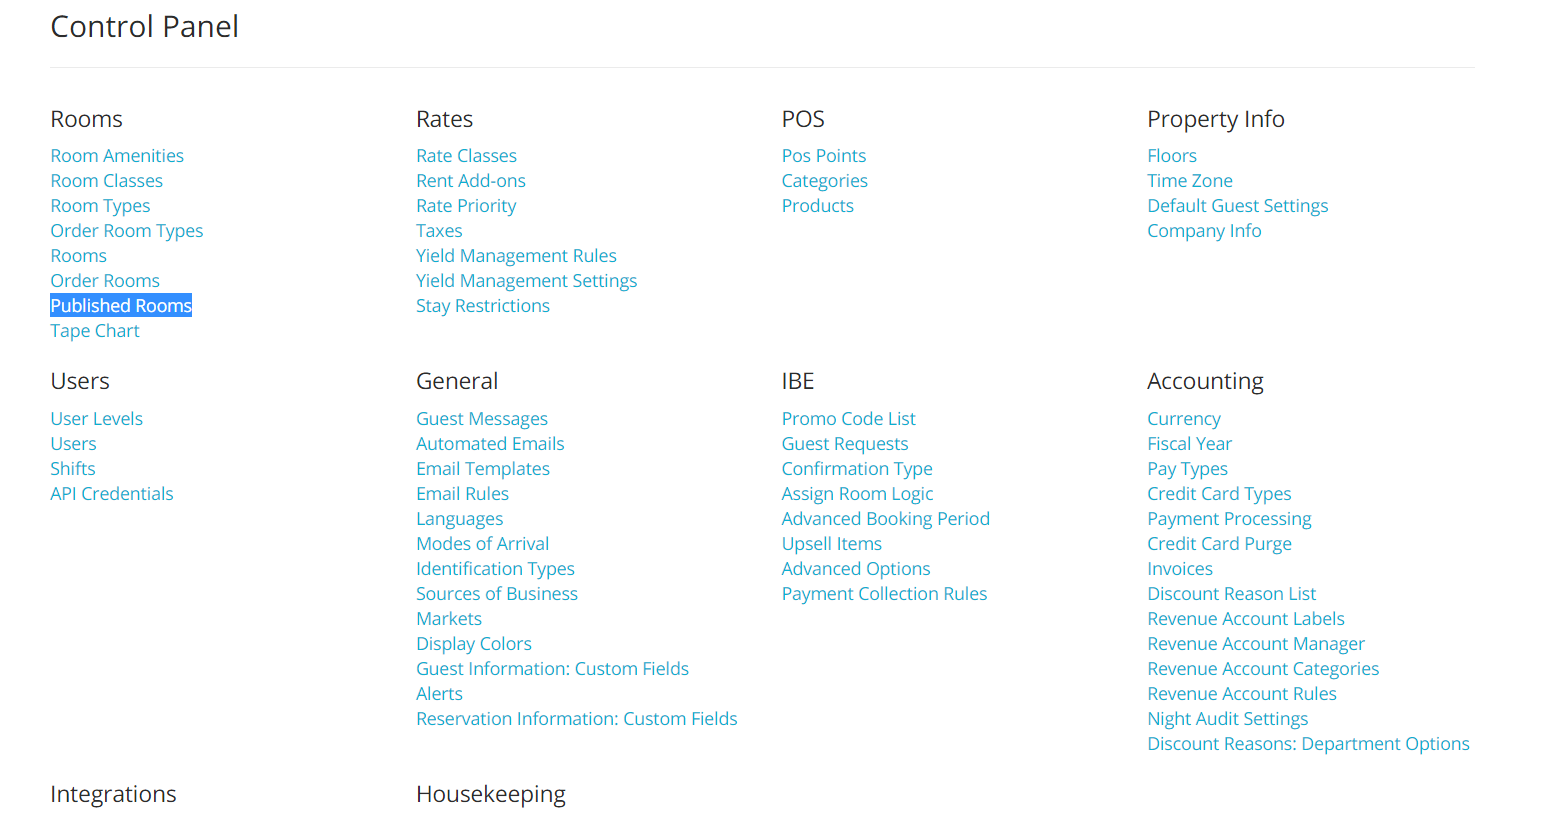 Control Panel
Rooms
Room Amenities
Room Classes
Room Types
Order Room Types
Rooms
Order Rooms
Published Rooms
Tape Chart
Rates
Rate Classes
Rent Add-ons
Rate Priority
Taxes
Yield Management Rules
Yield Management Settings
Stay Restrictions
POS
Pos Points
Categories
Products
Property Info
Floors
Time Zone
Default Guest Settings
Company Info
Users
User Levels
Users
Shifts
API Credentials
General
Guest Messages
Automated Emails
Email Templates
Email Rules
Languages
Modes of Arrival
Identification Types
Sources of Business
Markets
Display Colors
Guest Information: Custom Fields
Alerts
Reservation Information: Custom Fields
IBE
Promo Code List
Guest Requests
Confirmation Type
Assign Room Logic
Advanced Booking Period
Upsell Items
Advanced Options
Payment Collection Rules
Accounting
Currency
Fiscal Year
Pay Types
Credit Card Types
Payment Processing
Credit Card Purge
Invoices
Discount Reason List
Revenue Account Labels
Revenue Account Manager
Revenue Account Categories
Revenue Account Rules
Night Audit Settings
Discount Reasons: Department Options
Integrations
Housekeeping